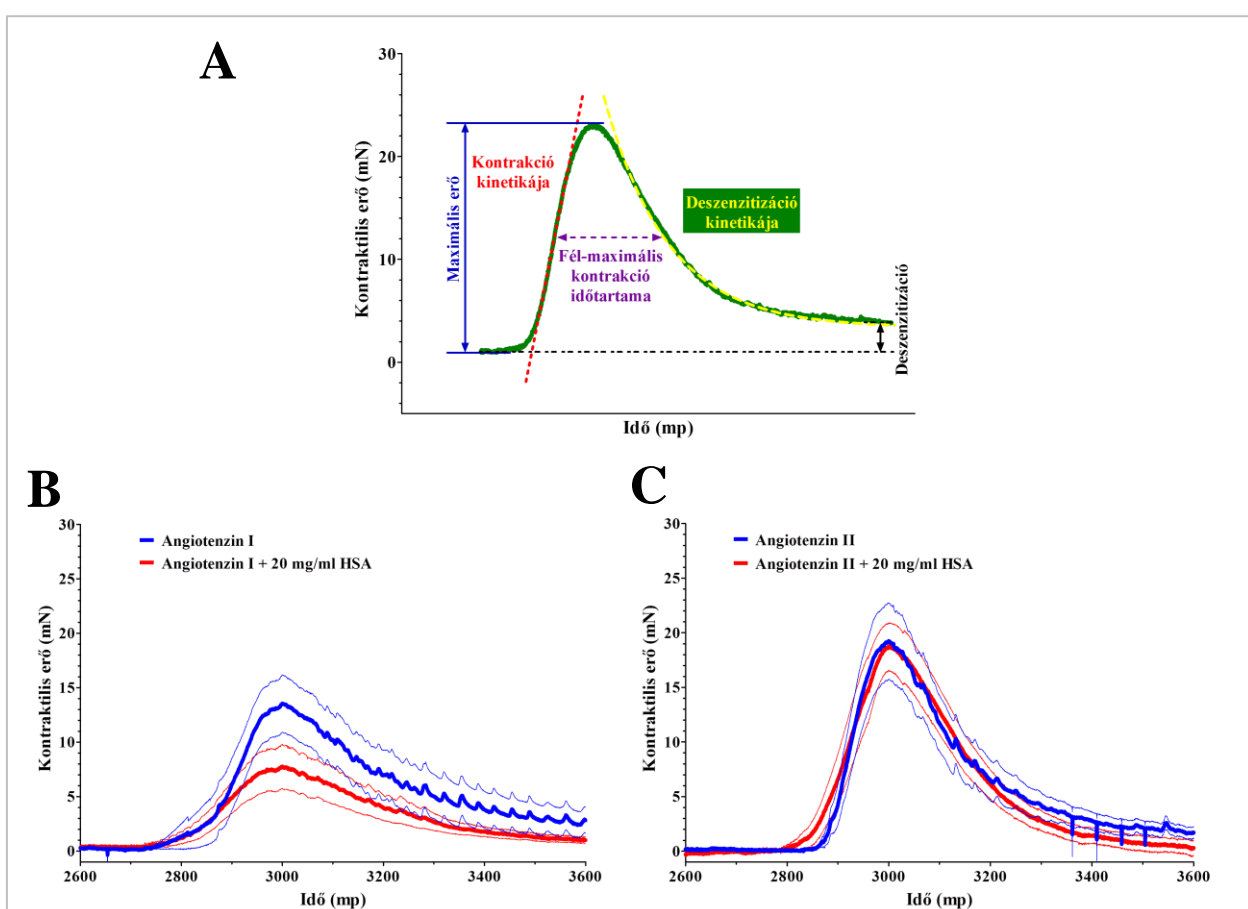 A
30
20
10
0
Kontraktilis erő (mN)
Maximális erő
Kontrakció
kinetikája
Deszenzitizáció
kinetikája
Fél-maximális
kontrakció
időtartama
Deszenzitizáció
Idő (mp)
B
30
25
20
15
10
5
0
Kontraktilis erő (mN)
Angiotenzin I
Angiotenzin I + 20 mg/ml HSA
2600 2800 3000 3200 3400 3600
Idő (mp)
C
30
25
20
15
10
5
0
Kontraktilis erő (mN)
Angiotenzin II
Angiotenzin II + 20 mg/ml HSA
2600 2800 3000 3200 3400 3600
Idő (mp)